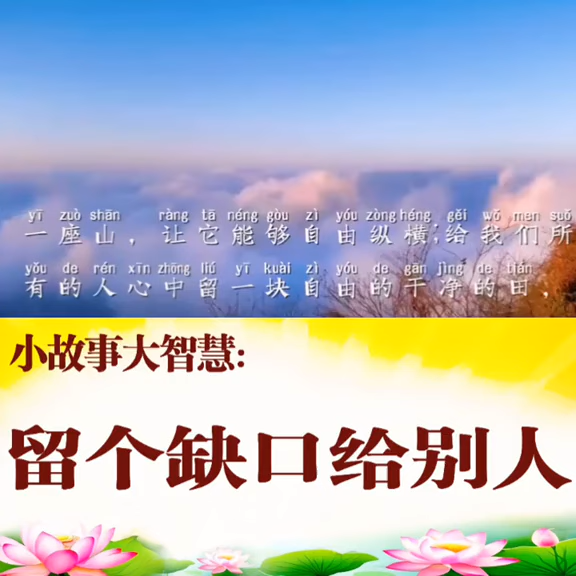 yī zuò shān ràng tā néng gòu zì yóu zòng héng gěi wǒ men suǒ
一座山，让它能够自由纵横，给我们所
yǒu de rén xīn zhōng liú yī kuài zì yóu de gān jìng de tián
有的人心中留一块自由的干净的田，
小故事大智慧：
留个缺口给别人